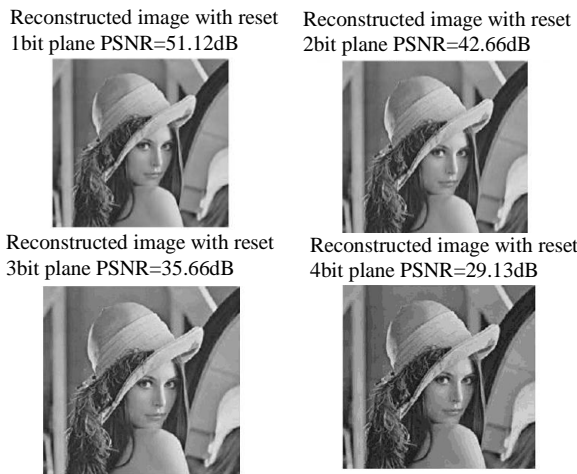 Reconstructed image with reset
1bit plane PSNR=51.12dB
Reconstructed image with reset
2bit plane PSNR=42.66dB
Reconstructed image with reset
3bit plane PSNR=35.66dB
Reconstructed image with reset
4bit plane PSNR=29.13dB